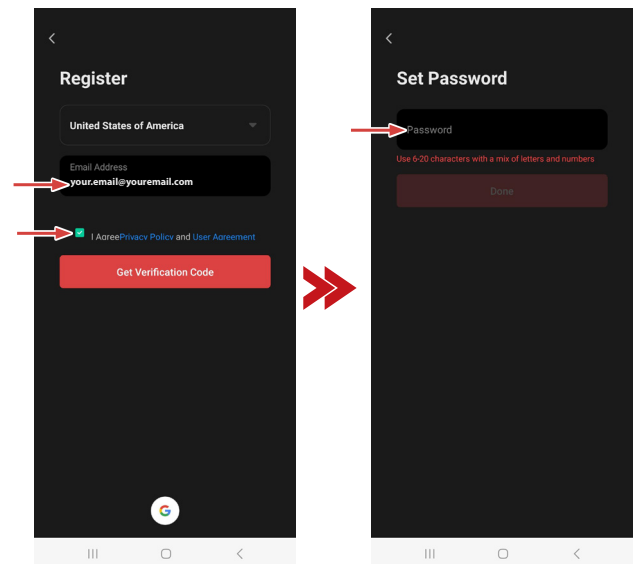 Register
United States of America
Email Address
your.email@youremail.com
I AgreePrivacy Policy and User Agreement
Get Verification Code
G
Set Password
Password
Use 6-20 characters with a mix of letters and numbers
Done